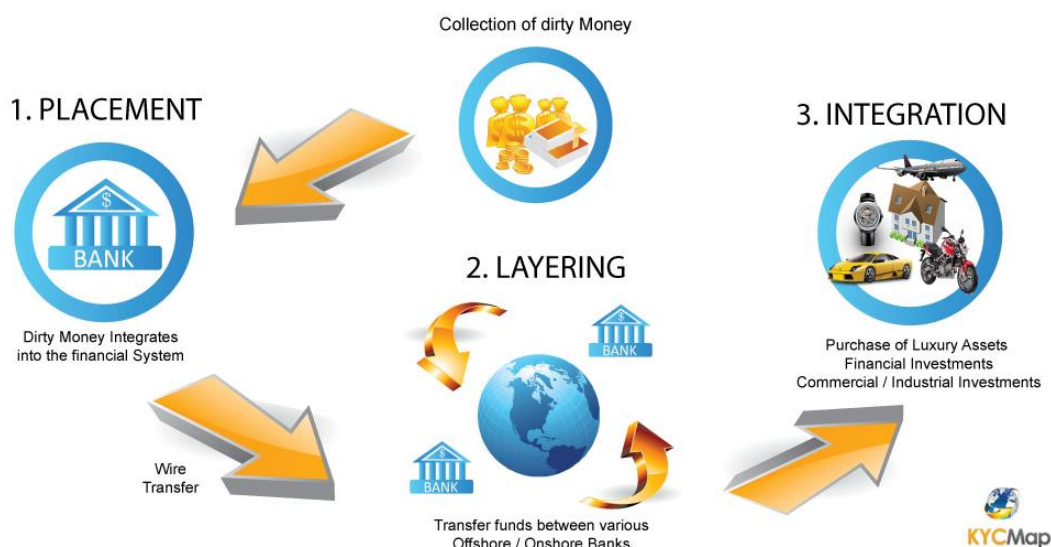 Collection of dirty Money
1. PLACEMENT
$
BANK
Dirty Money Integrates
into the financial System
Wire
Transfer
2. LAYERING
BANK
BANK
Transfer funds between various
Offshore / Onshore Banks
3. INTEGRATION
Purchase of Luxury Assets
Financial Investments
Commercial / Industrial Investments
KYCMap